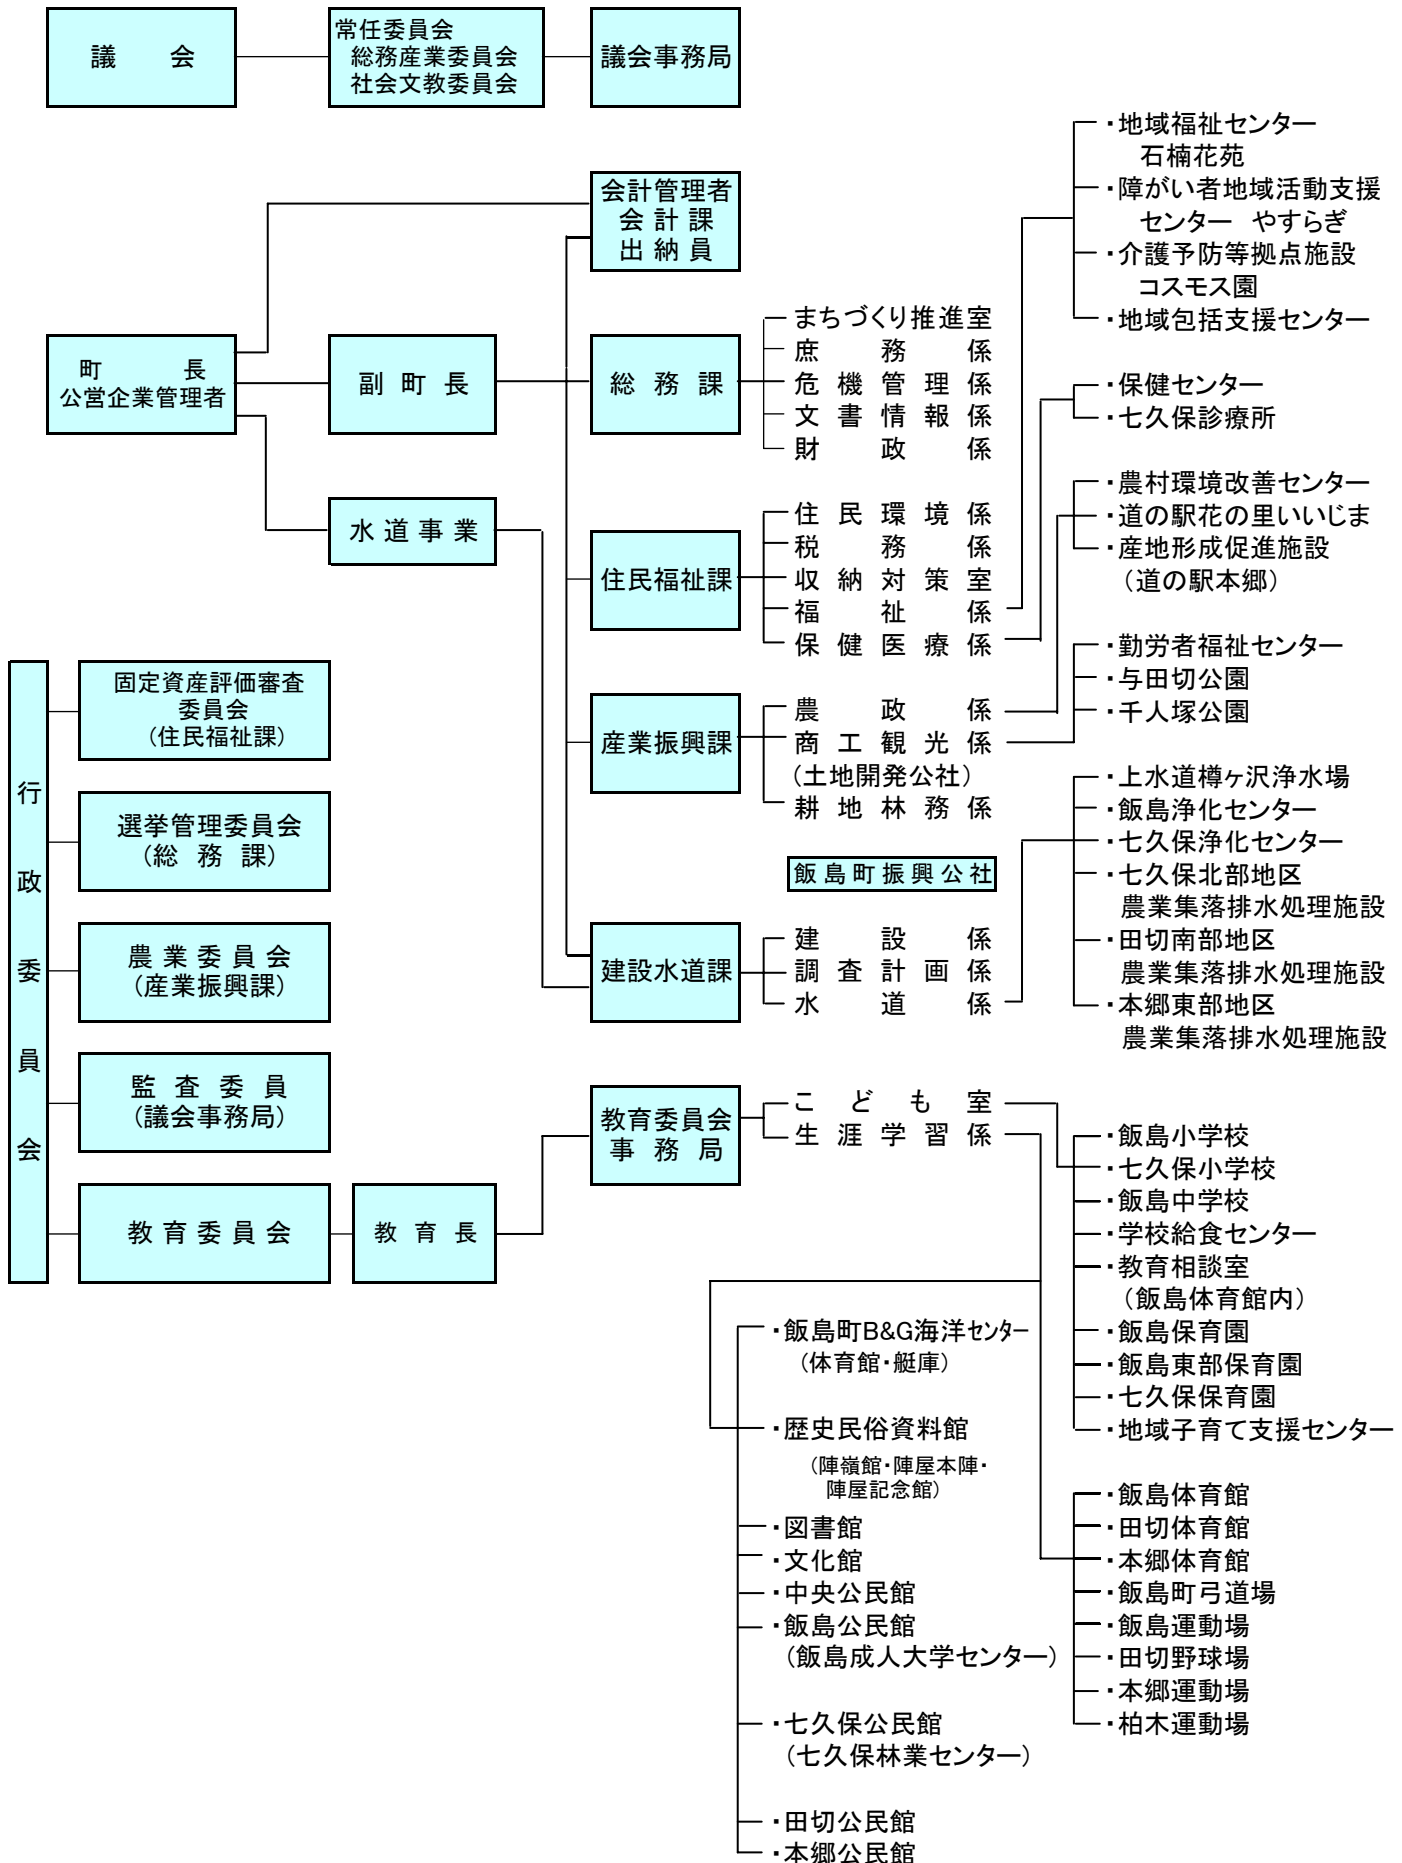 議　会
常任委員会
総務産業委員会
社会文教委員会
議会事務局
会計管理者
会計課
出納員
町　長
公営企業管理者
副町長
水道事業
総務課
まちづくり推進室
庶務係
危機管理係
文書情報係
財政係
住民福祉課
住民環境係
税務係
収納対策室
福祉係
保健医療係
・地域福祉センター
石楠花苑
・障がい者地域活動支援
センター　やすらぎ
・介護予防等拠点施設
コスモス園
・地域包括支援センター
・保健センター
・七久保診療所
産業振興課
農政係
商工観光係
（土地開発公社）
耕地林務係
・農村環境改善センター
・道の駅花の里いいじま
・産地形成促進施設
（道の駅本郷）
・勤労者福祉センター
・与田切公園
・千人塚公園
飯島町振興公社
建設水道課
建設係
調査計画係
水道係
・上水道樽ヶ沢浄水場
・飯島浄化センター
・七久保浄化センター
・七久保北部地区
農業集落排水処理施設
・田切南部地区
農業集落排水処理施設
・本郷東部地区
農業集落排水処理施設
行政委員会
固定資産評価審査
委員会
（住民福祉課）
選挙管理委員会
（総務課）
農業委員会
（産業振興課）
監査委員
（議会事務局）
教育委員会
教育長
教育委員会
事務局
こども室
生涯学習係
・飯島小学校
・七久保小学校
・飯島中学校
・学校給食センター
・教育相談室
（飯島体育館内）
・飯島保育園
・飯島東部保育園
・七久保保育園
・地域子育て支援センター
・飯島町B&G海洋センター
（体育館・艇庫）
・歴史民俗資料館
（陣嶺館・陣屋本陣・
陣屋記念館）
・図書館
・文化館
・中央公民館
・飯島公民館
（飯島成人大学センター）
・七久保公民館
（七久保林業センター）
・田切公民館
・本郷公民館
・飯島体育館
・田切体育館
・本郷体育館
・飯島町弓道場
・飯島運動場
・田切野球場
・本郷運動場
・柏木運動場